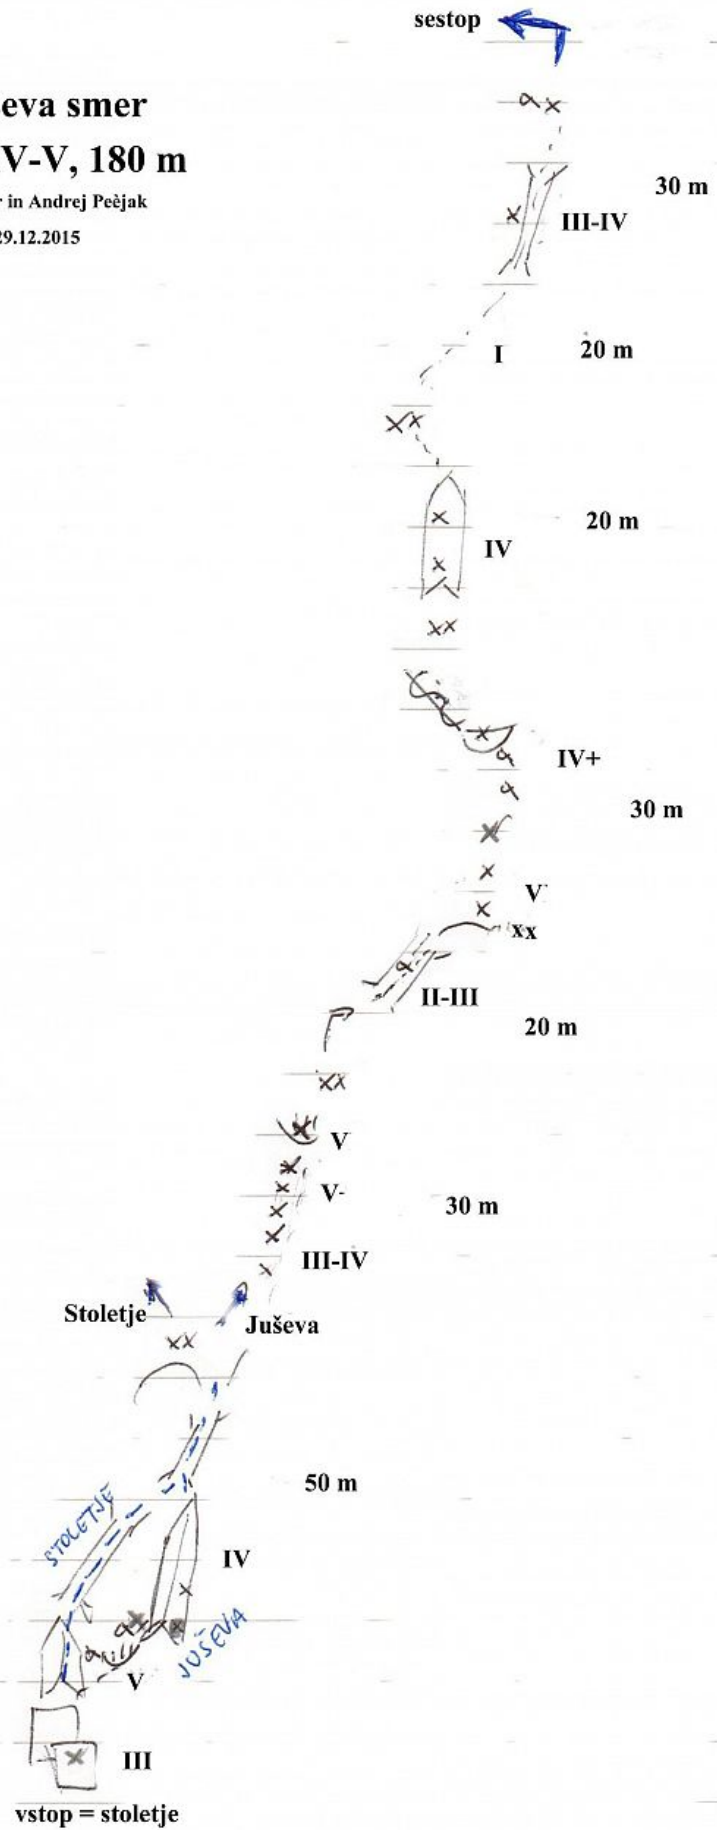 sestop
eva smer
V-V, 180 m
r in Andrej Peèjak
29.12.2015
30 m
III-IV
I
20 m
20 m
IV
IV+
30 m
V
xx
II-III
20 m
V
V-
30 m
III-IV
Stoletje
Juševa
50 m
STOLETJE
IV
JUŠEVA
V
III
vstop = stoletje